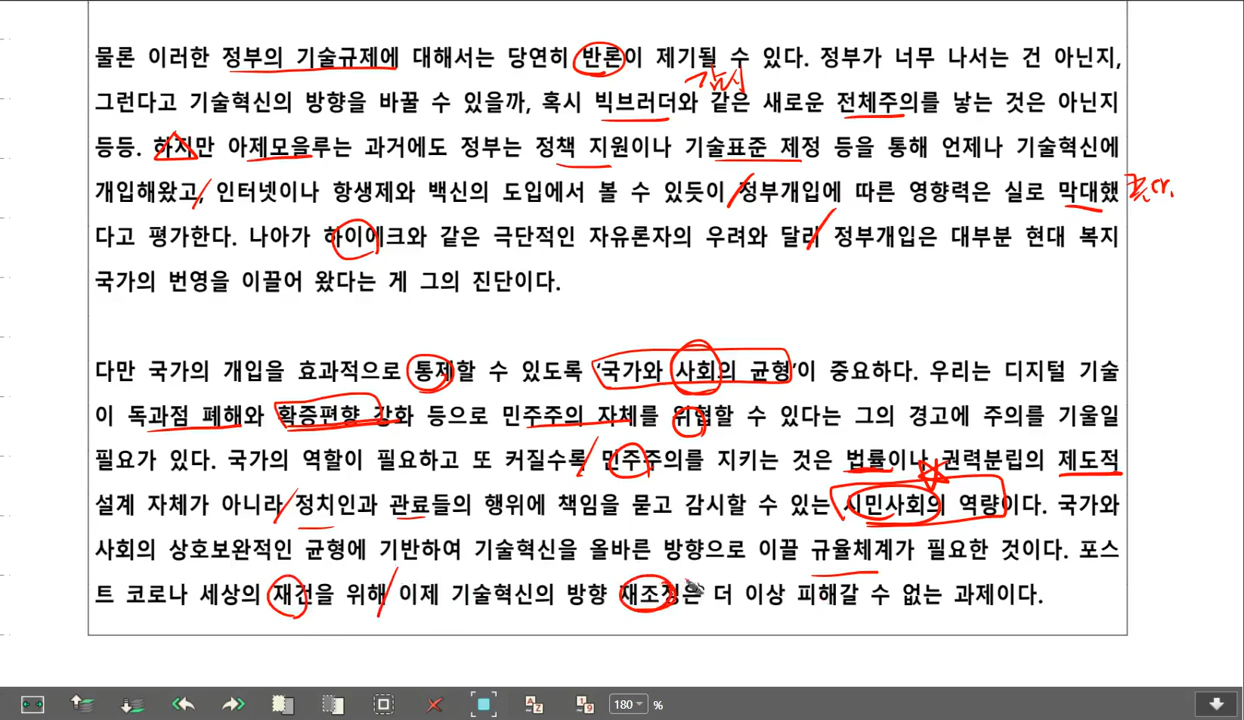 물론 이러한 정부의 기술규제에 대해서는 당연히 반론이 제기될 수 있다. 정부가 너무 나서는 건 아닌지,
감시
그런다고 기술혁신의 방향을 바꿀 수 있을까, 혹시 빅브러더와 같은 새로운 전체주의를 낳는 것은 아닌지
등등. 하지만 아제모을루는 과거에도 정부는 정책 지원이나 기술표준 제정 등을 통해 언제나 기술혁신에
개입해왔고, 인터넷이나 항생제와 백신의 도입에서 볼 수 있듯이 정부개입에 따른 영향력은 실로 막대했
다고 평가한다. 나아가 하이에크와 같은 극단적인 자유론자의 우려와 달리 정부개입은 대부분 현대 복지
국가의 번영을 이끌어 왔다는 게 그의 진단이다.
다만 국가의 개입을 효과적으로 통제할 수 있도록 '국가와 사회의 균형'이 중요하다. 우리는 디지털 기술
이 독과점 폐해와 확증편향 강화 등으로 민주주의 자체를 위협할 수 있다는 그의 경고에 주의를 기울일
필요가 있다. 국가의 역할이 필요하고 또 커질수록 민주주의를 지키는 것은 법률이나 권력분립의 제도적
설계 자체가 아니라 정치인과 관료들의 행위에 책임을 묻고 감시할 수 있는 시민사회의 역량이다. 국가와
사회의 상호보완적인 균형에 기반하여 기술혁신을 올바른 방향으로 이끌 규율체계가 필요한 것이다. 포스
트 코로나 세상의 재건을 위해 이제 기술혁신의 방향 재조정은 더 이상 피해갈 수 없는 과제이다.
180 %